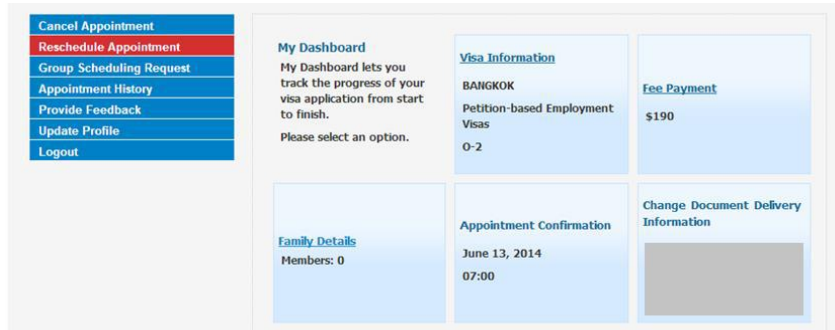 Cancel Appointment
Reschedule Appointment
Group Scheduling Request
Appointment History
Provide Feedback
Update Profile
Logout
My Dashboard
My Dashboard lets you
track the progress of your
visa application from start
to finish.
Please select an option.
Visa Information
BANGKOK
Petition-based Employment
Visas
O-2
Fee Payment
$190
Family Details
Members: 0
Appointment Confirmation
June 13, 2014
07:00
Change Document Delivery
Information